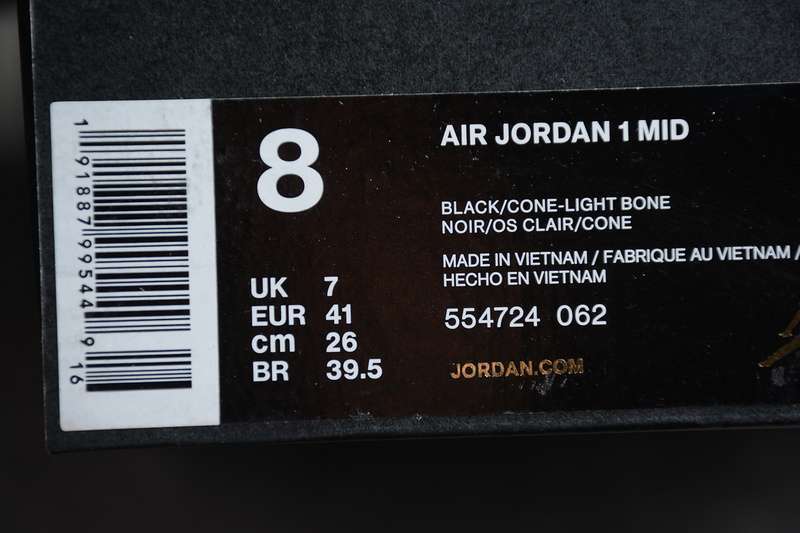 1 91887 99544 9 16
8
UK 7
EUR 41
cm 26
BR 39.5
AIR JORDAN 1 MID
BLACK/CONE-LIGHT BONE
NOIR/OS CLAIR/CONE
MADE IN VIETNAM / FABRIQUE AU VIETNAM /
HECHO EN VIETNAM
554724 062
JORDAN.COM